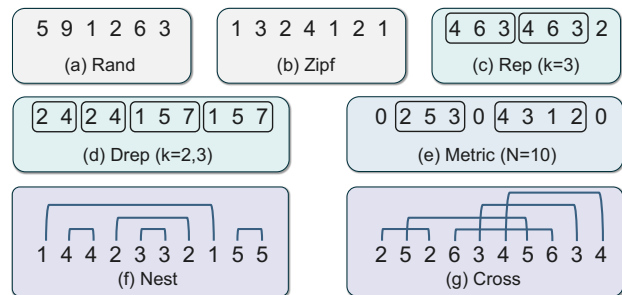 5 9 1 2 6 3
(a) Rand
1 3 2 4 1 2 1
(b) Zipf
4 6 3 4 6 3 2
(c) Rep (k=3)
2 4 2 4 1 5 7 1 5 7
(d) Drep (k=2,3)
0 2 5 3 0 4 3 1 2 0
(e) Metric (N=10)
1 4 4 2 3 3 2 1 5 5
(f) Nest
2 5 2 6 3 4 5 6 3 4
(g) Cross